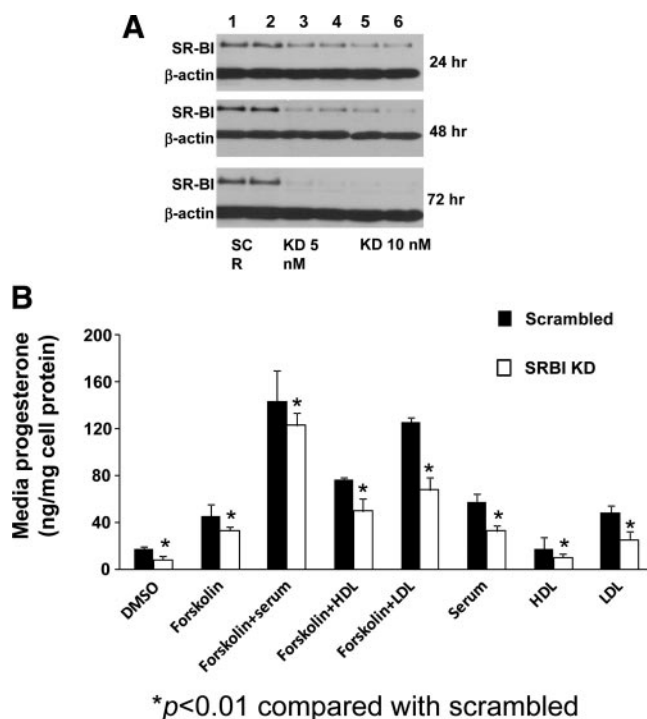 A
1 2 3 4 5 6
SR-BI
β-actin
24 hr
SR-BI
β-actin
48 hr
SR-BI
β-actin
72 hr
SC
R
KD 5
nM
KD 10 nM
B
Media progesterone
(ng/mg cell protein)
200
160
120
80
40
0
Scrambled
SRBI KD
* * * * * * * *
DMSO
Forskolin
Forskolin+serum
Forskolin+HDL
Forskolin+LDL
Serum
HDL
LDL
*p<0.01 compared with scrambled